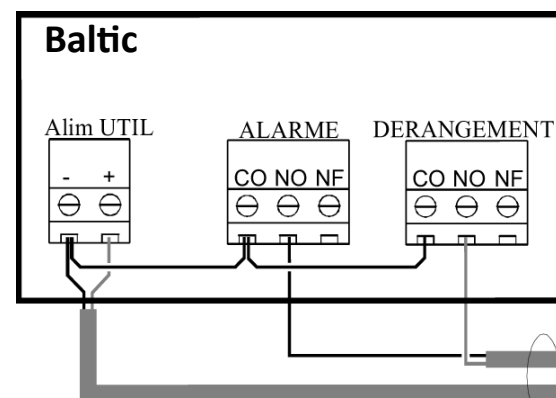 Baltic
Alim UTIL ALARME DERANGEMENT
- + CO NO NF CO NO NF